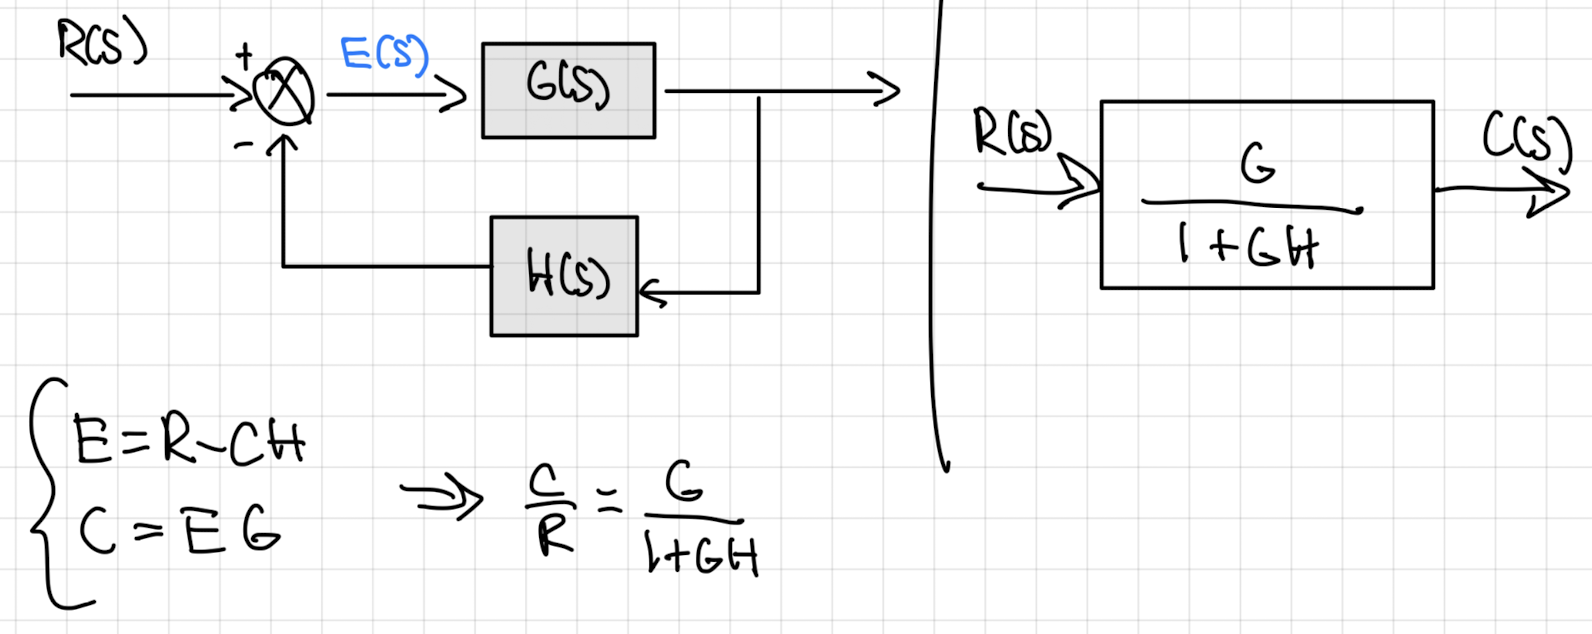 R(S)
+
E(S)
G(S)
-
H(S)
E=R-CH
C=EG
⇒ C/R = G/(1+GH)
R(S)
G/(1+GH)
C(S)